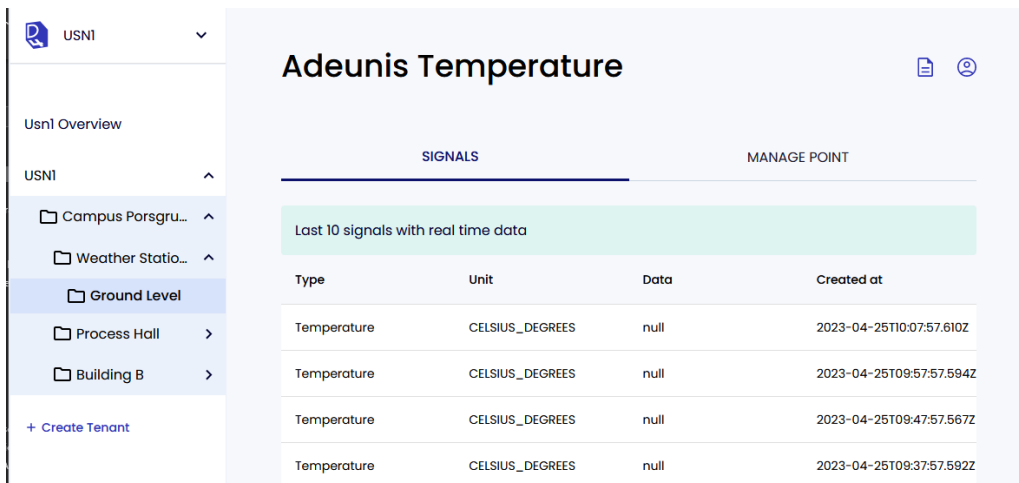 USN1
Usn1 Overview
USN1
Campus Porsgru...
Weather Statio...
Ground Level
Process Hall
Building B
+ Create Tenant
Adeunis Temperature
SIGNALS MANAGE POINT
Last 10 signals with real time data
Type Unit Data Created at
Temperature CELSIUS_DEGREES null 2023-04-25T10:07:57.610Z
Temperature CELSIUS_DEGREES null 2023-04-25T09:57:57.594Z
Temperature CELSIUS_DEGREES null 2023-04-25T09:47:57.567Z
Temperature CELSIUS_DEGREES null 2023-04-25T09:37:57.592Z